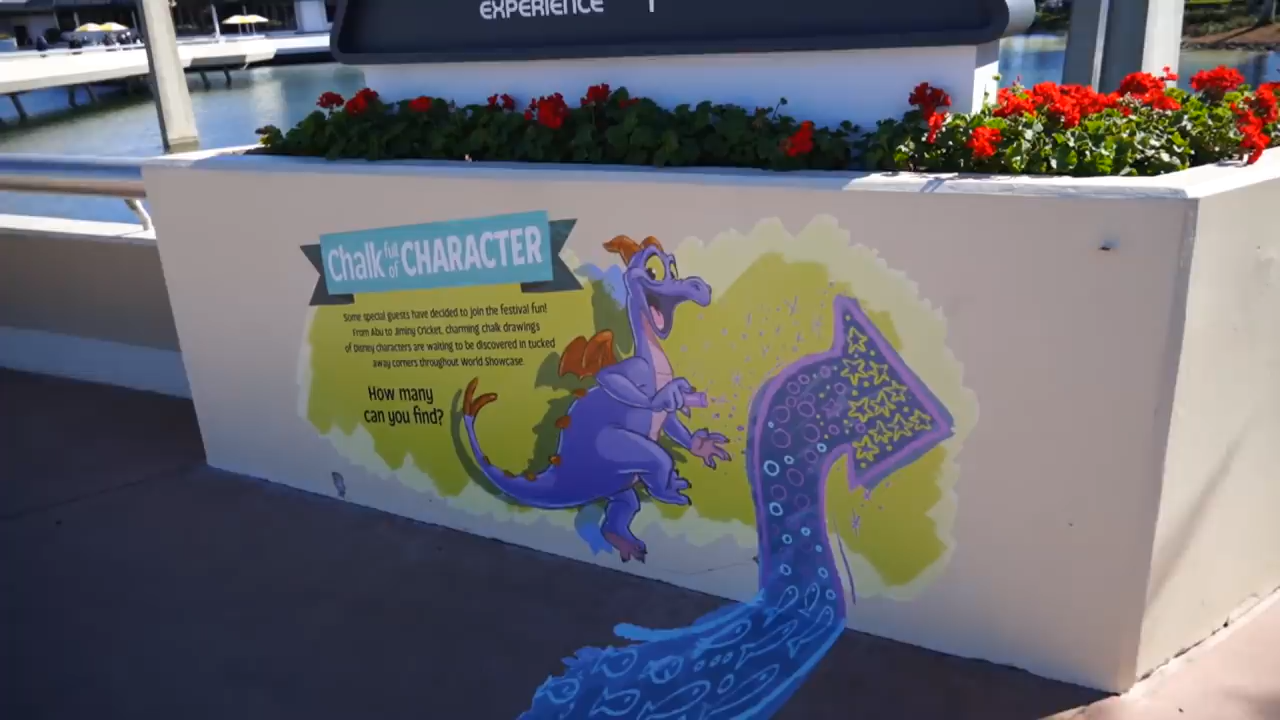 EXPERIENCE
Chalk full of CHARACTER
Some special guests have decided to join the festival fun!
From Abu to Jiminy Cricket, charming chalk drawings
of Disney characters are waiting to be discovered in tucked
away corners throughout World Showcase.
How many
can you find?